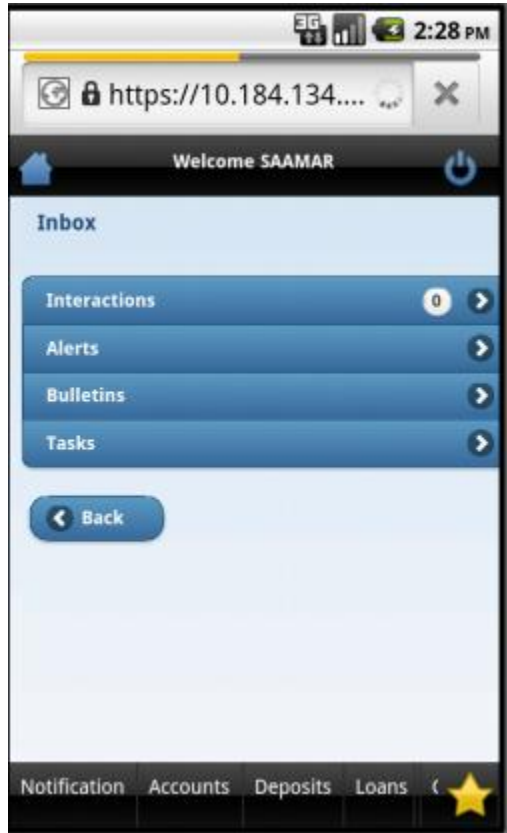 3G 2:28 PM
https://10.184.134....
Welcome SAAMAR
Inbox
Interactions 0
Alerts
Bulletins
Tasks
Back
Notification Accounts Deposits Loans